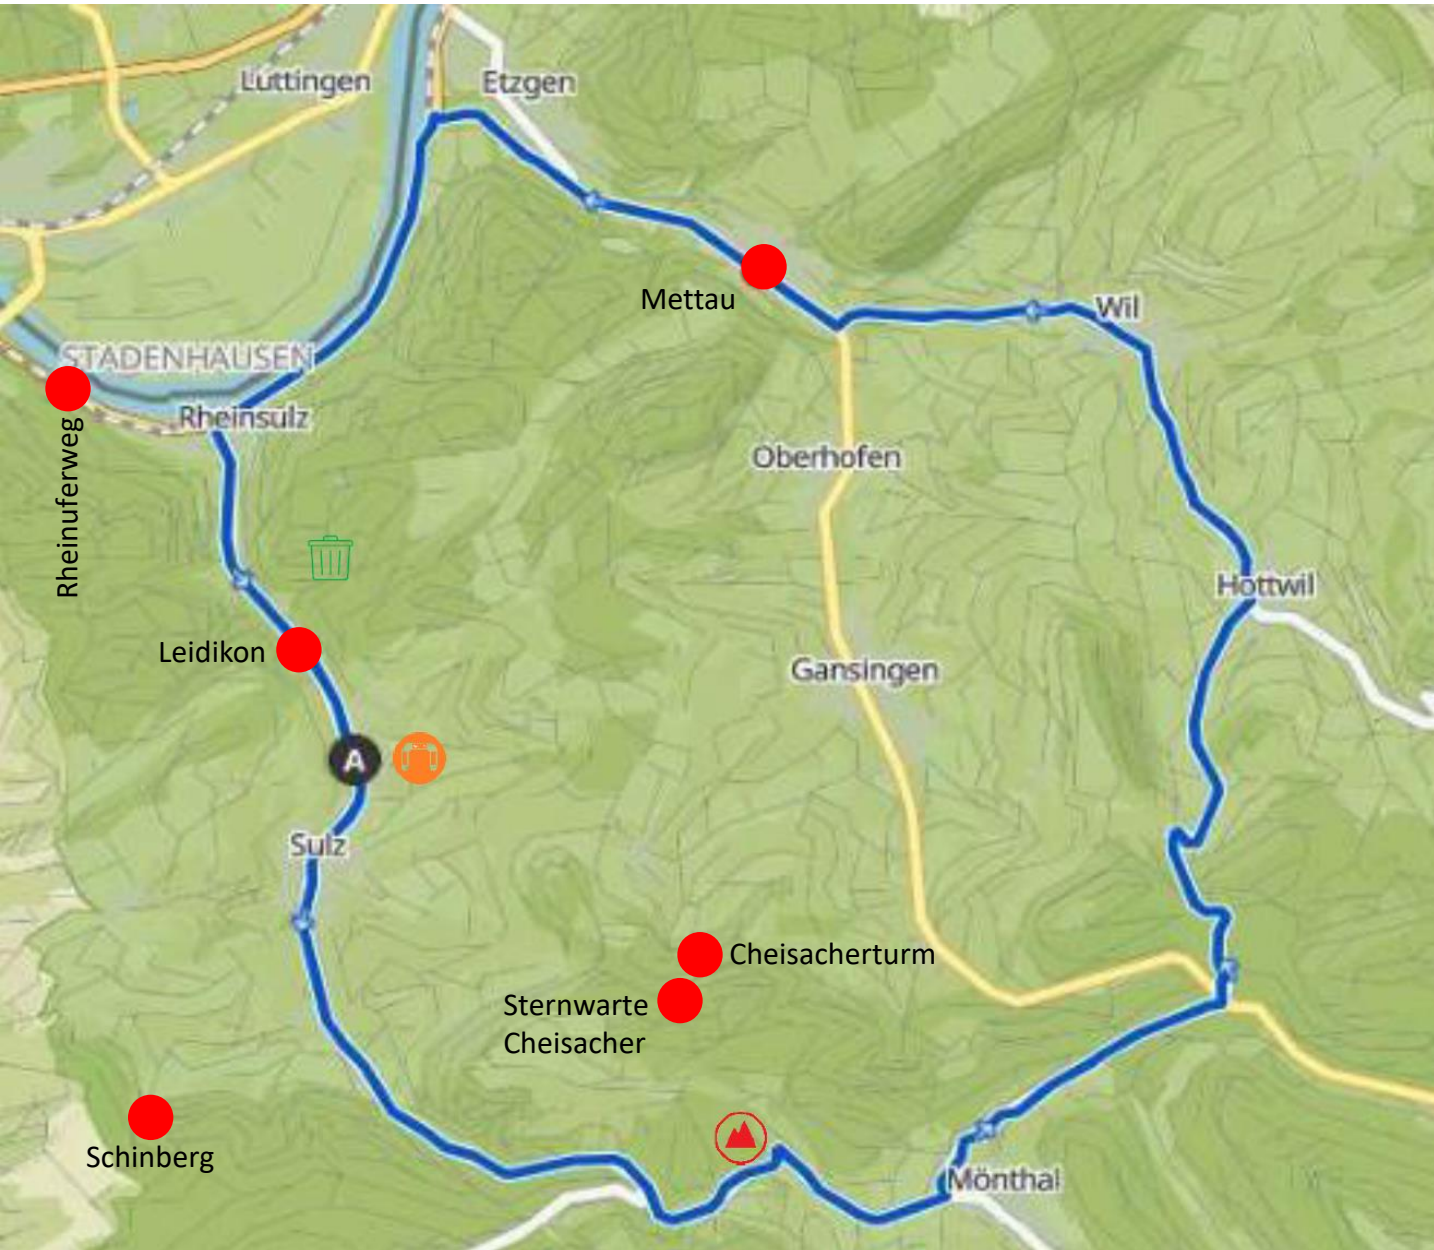 Luttingen
Etzgen
Mettau
Wil
STADENHAUSEN
Rheinsulz
Rheinuferweg
Oberhofen
Hottwil
Leidikon
Gansingen
A
Sulz
Cheisacherturm
Sternwarte
Cheisacher
Schinberg
Mönthal